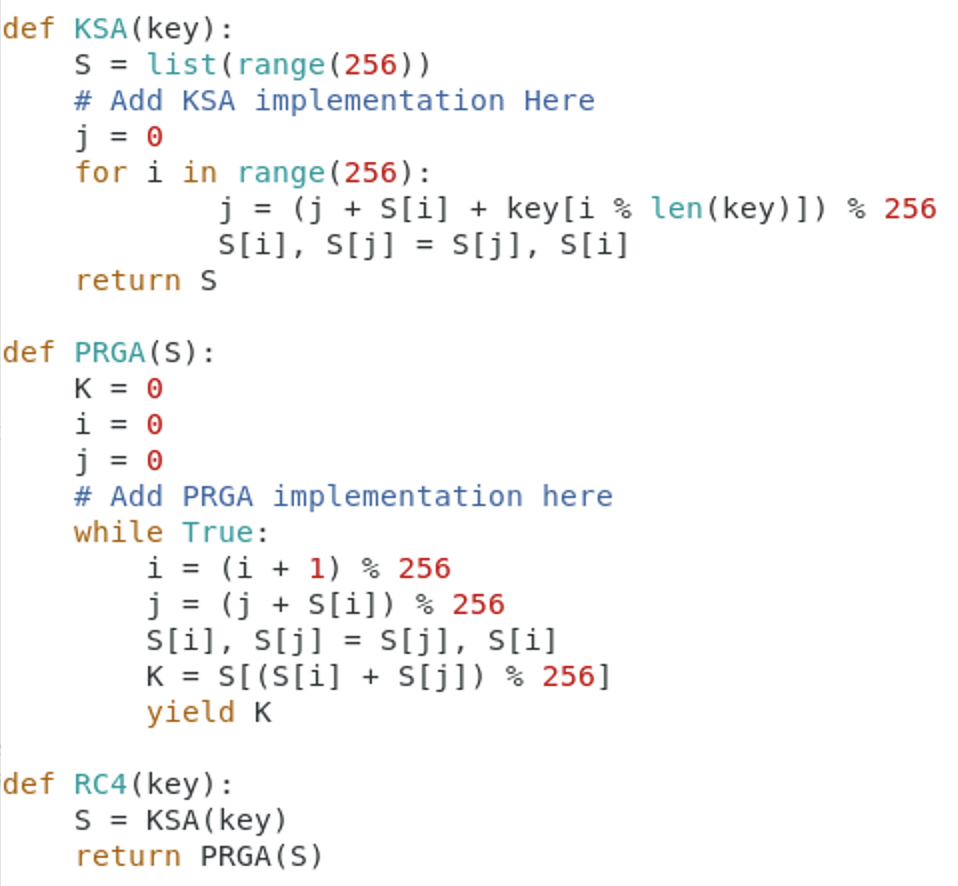 def KSA(key):
    S = list(range(256))
    # Add KSA implementation Here
    j = 0
    for i in range(256):
            j = (j + S[i] + key[i % len(key)]) % 256
            S[i], S[j] = S[j], S[i]
    return S

def PRGA(S):
    K = 0
    i = 0
    j = 0
    # Add PRGA implementation here
    while True:
        i = (i + 1) % 256
        j = (j + S[i]) % 256
        S[i], S[j] = S[j], S[i]
        K = S[(S[i] + S[j]) % 256]
        yield K

def RC4(key):
    S = KSA(key)
    return PRGA(S)